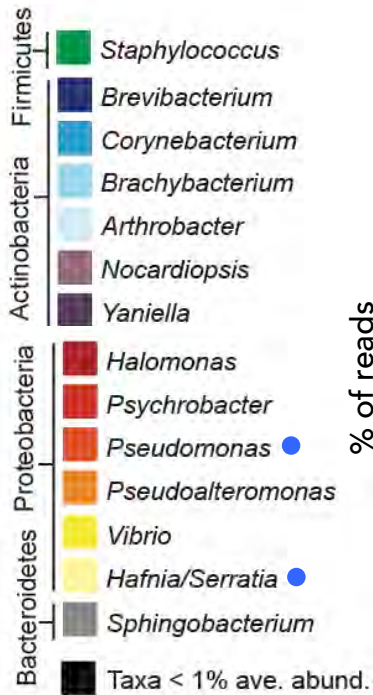 Firmicutes
Staphylococcus
Actinobacteria
Brevibacterium
Corynebacterium
Brachybacterium
Arthrobacter
Nocardiopsis
Yaniella
Proteobacteria
Halomonas
Psychrobacter
Pseudomonas
Pseudoalteromonas
Vibrio
Hafnia/Serratia
Bacteroidetes
Sphingobacterium
Taxa < 1% ave. abund.
% of reads